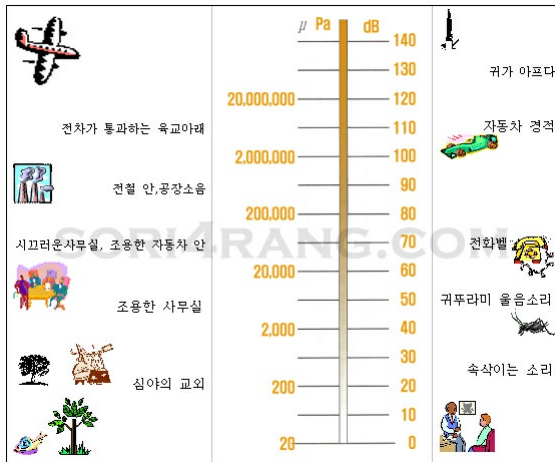 μ Pa dB
140
130
귀가 아프다
20,000,000 120
전차가 통과하는 육교아래
110
자동차 경적
2,000,000 100
전철 안,공장소음
90
200,000 80
시끄러운사무실, 조용한 자동차 안
70
전화벨
SORI4RANG.COM
20,000 60
조용한 사무실
50
귀뚜라미 울음소리
2,000 40
30
심야의 교외
200 20
속삭이는 소리
10
20 0